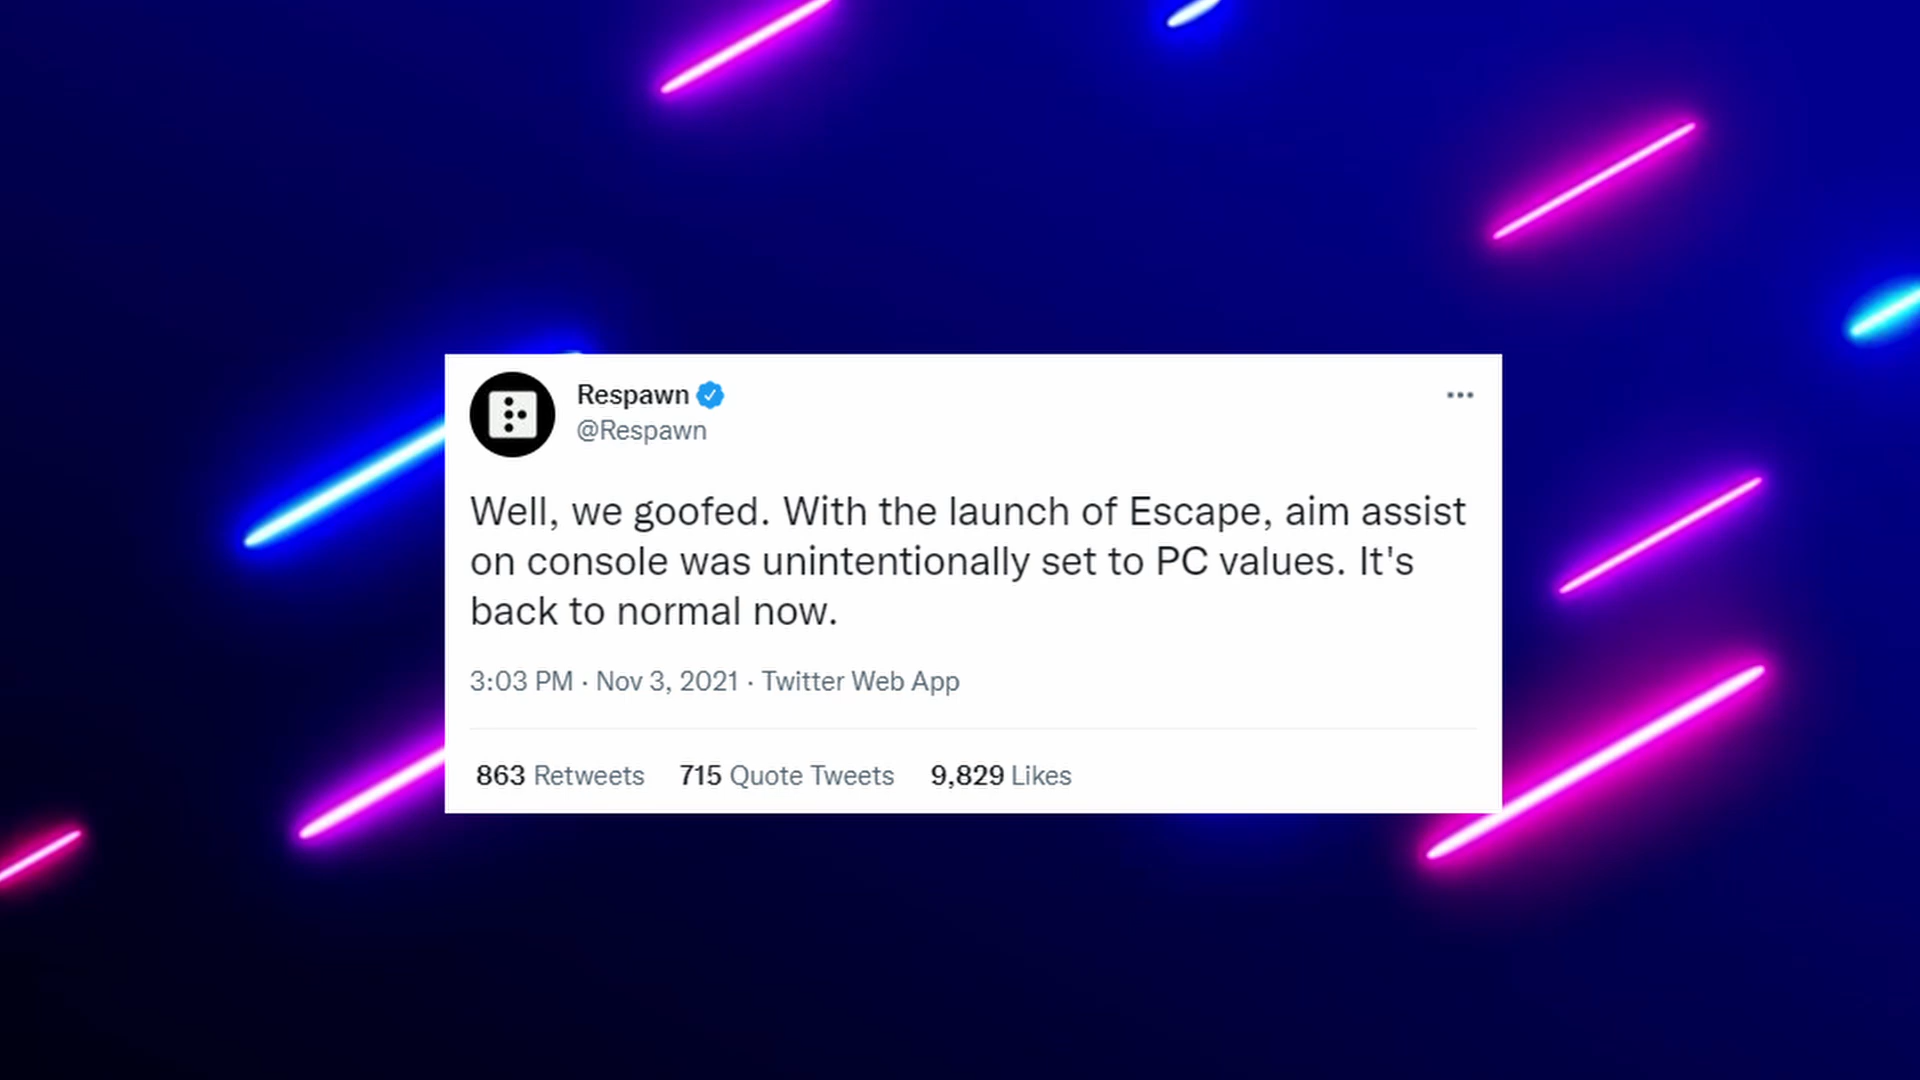 Respawn
@Respawn
Well, we goofed. With the launch of Escape, aim assist
on console was unintentionally set to PC values. It's
back to normal now.
3:03 PM · Nov 3, 2021 · Twitter Web App
863 Retweets 715 Quote Tweets 9,829 Likes